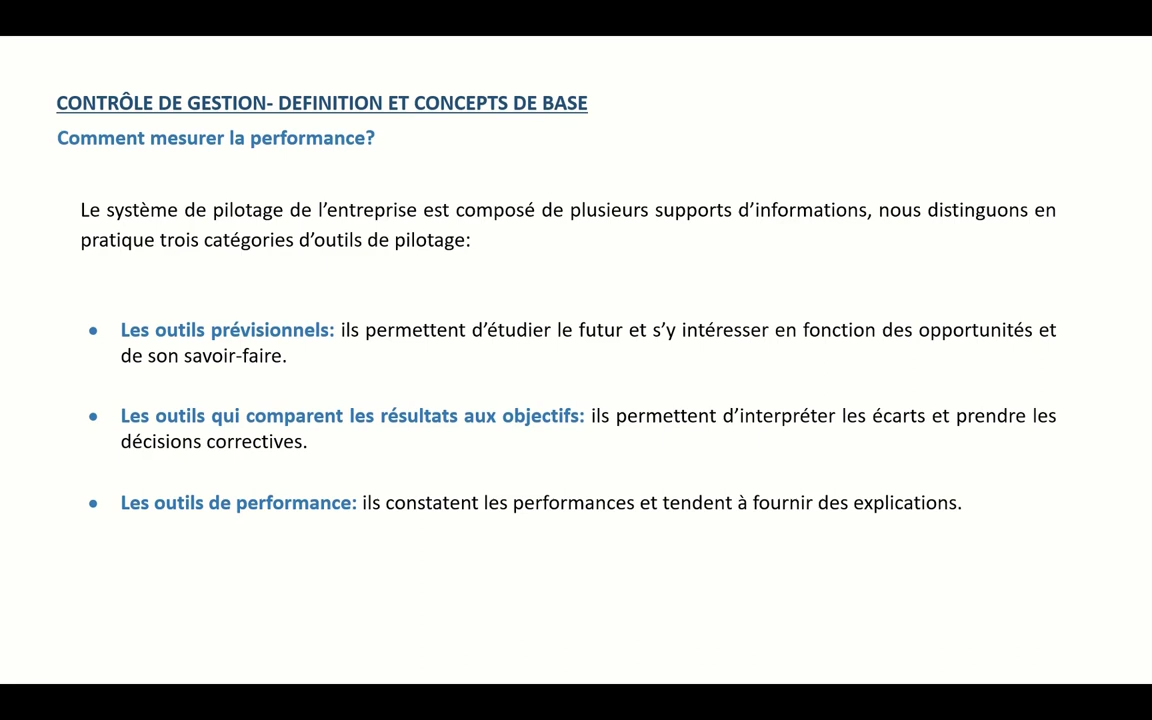 CONTRÔLE DE GESTION- DEFINITION ET CONCEPTS DE BASE
Comment mesurer la performance?
Le système de pilotage de l’entreprise est composé de plusieurs supports d’informations, nous distinguons en
pratique trois catégories d’outils de pilotage:
● Les outils prévisionnels: ils permettent d’étudier le futur et s’y intéresser en fonction des opportunités et
de son savoir-faire.
● Les outils qui comparent les résultats aux objectifs: ils permettent d’interpréter les écarts et prendre les
décisions correctives.
● Les outils de performance: ils constatent les performances et tendent à fournir des explications.